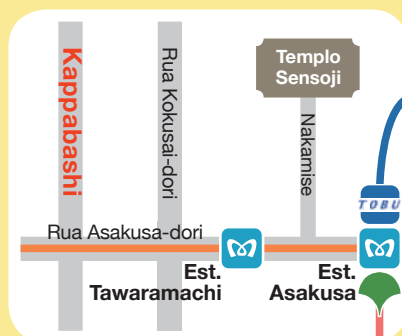 Kappabashi
Rua Kokusai-dori
Templo
Sensoji
Nakamise
TOBU
Rua Asakusa-dori
Est.
Tawaramachi
Est.
Asakusa